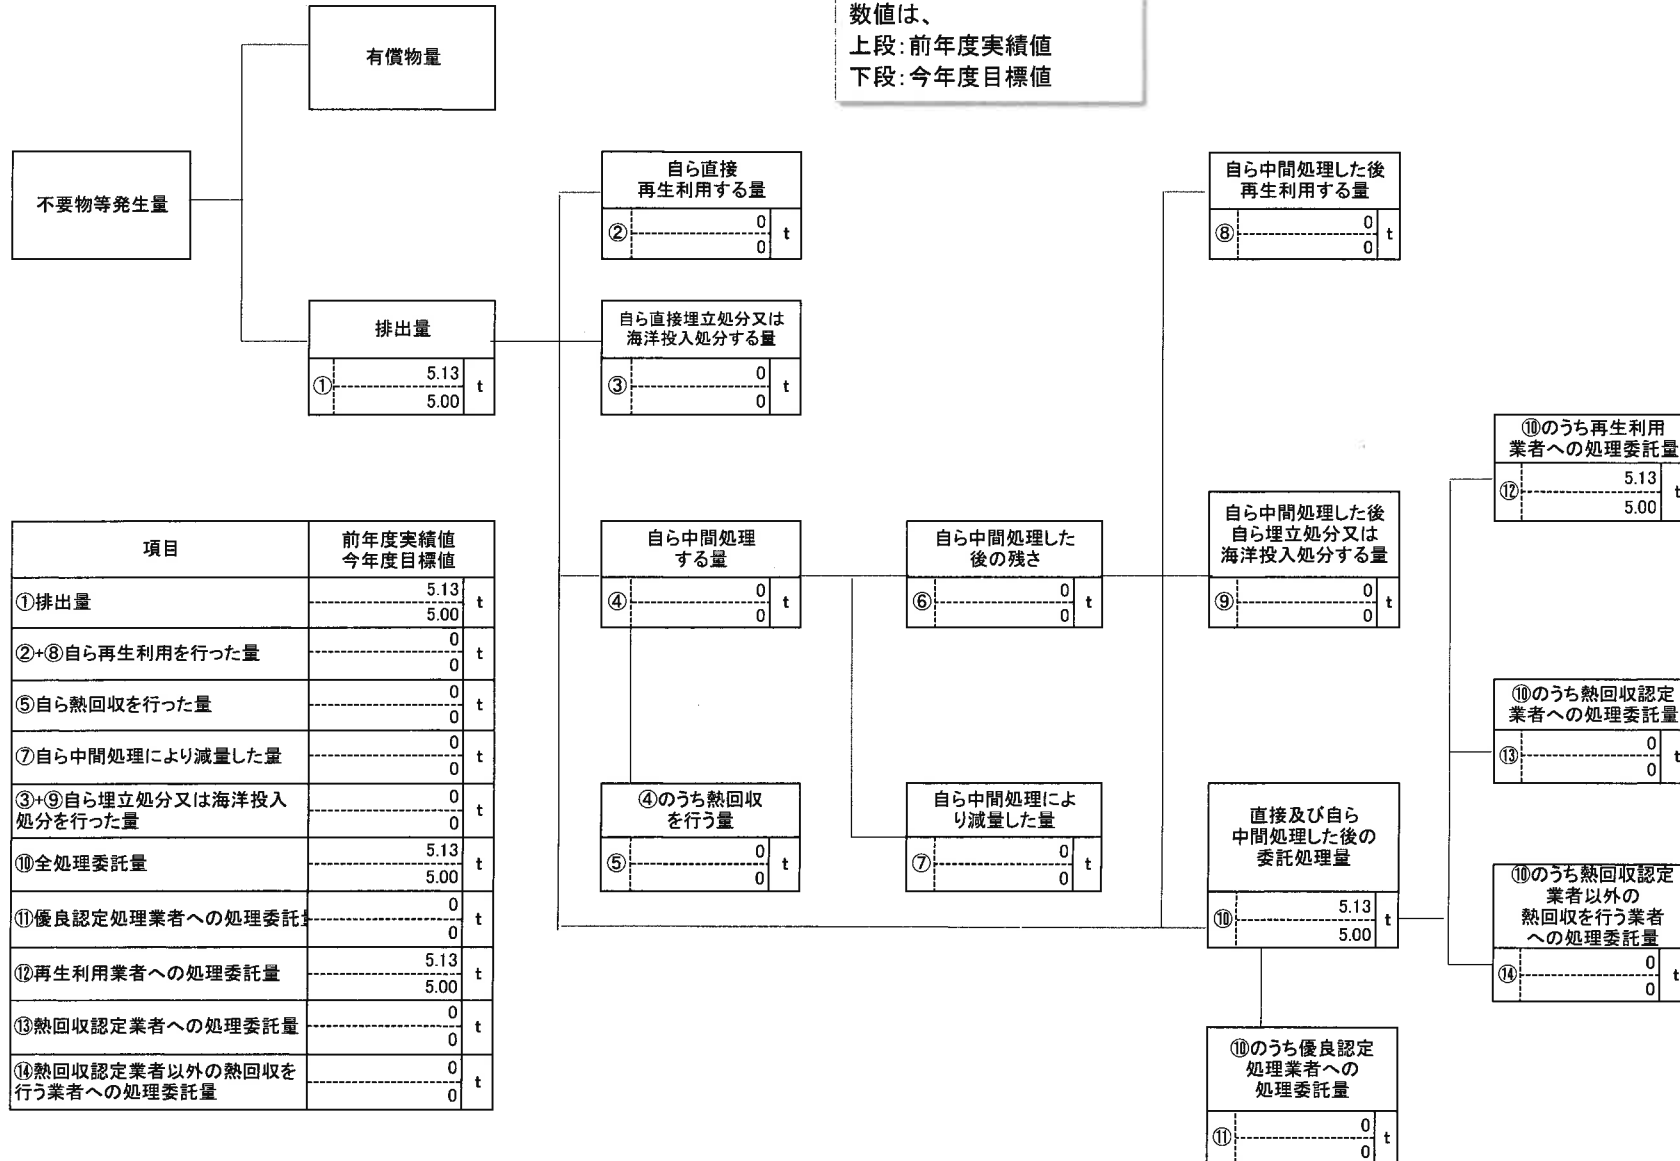 数値は、
上段:前年度実績値
下段:今年度目標値
有償物量
不要物等発生量
排出量
① 5.13 t
5.00
自ら直接
再生利用する量
② 0 t
0
自ら直接埋立処分又は
海洋投入処分する量
③ 0 t
0
自ら中間処理した後
再生利用する量
⑧ 0 t
0
⑩のうち再生利用
業者への処理委託量
⑫ 5.13 t
5.00
自ら中間処理
する量
④ 0 t
0
自ら中間処理した
後の残さ
⑥ 0 t
0
自ら中間処理した後
自ら埋立処分又は
海洋投入処分する量
⑨ 0 t
0
⑩のうち熱回収認定
業者への処理委託量
⑬ 0 t
0
④のうち熱回収
を行う量
⑤ 0 t
0
自ら中間処理によ
り減量した量
⑦ 0 t
0
直接及び自ら
中間処理した後の
委託処理量
⑩ 5.13 t
5.00
⑩のうち熱回収認定
業者以外の
熱回収を行う業者
への処理委託量
⑭ 0 t
0
⑩のうち優良認定
処理業者への
処理委託量
⑪ 0 t
0
項目 前年度実績値
今年度目標値
①排出量 5.13 t
5.00
②+⑧自ら再生利用を行った量 0 t
0
⑤自ら熱回収を行った量 0 t
0
⑦自ら中間処理により減量した量 0 t
0
③+⑨自ら埋立処分又は海洋投入
処分を行った量 0 t
0
⑩全処理委託量 5.13 t
5.00
⑪優良認定処理業者への処理委託 0 t
0
⑫再生利用業者への処理委託量 5.13 t
5.00
⑬熱回収認定業者への処理委託量 0 t
0
⑭熱回収認定業者以外の熱回収を
行う業者への処理委託量 0 t
0